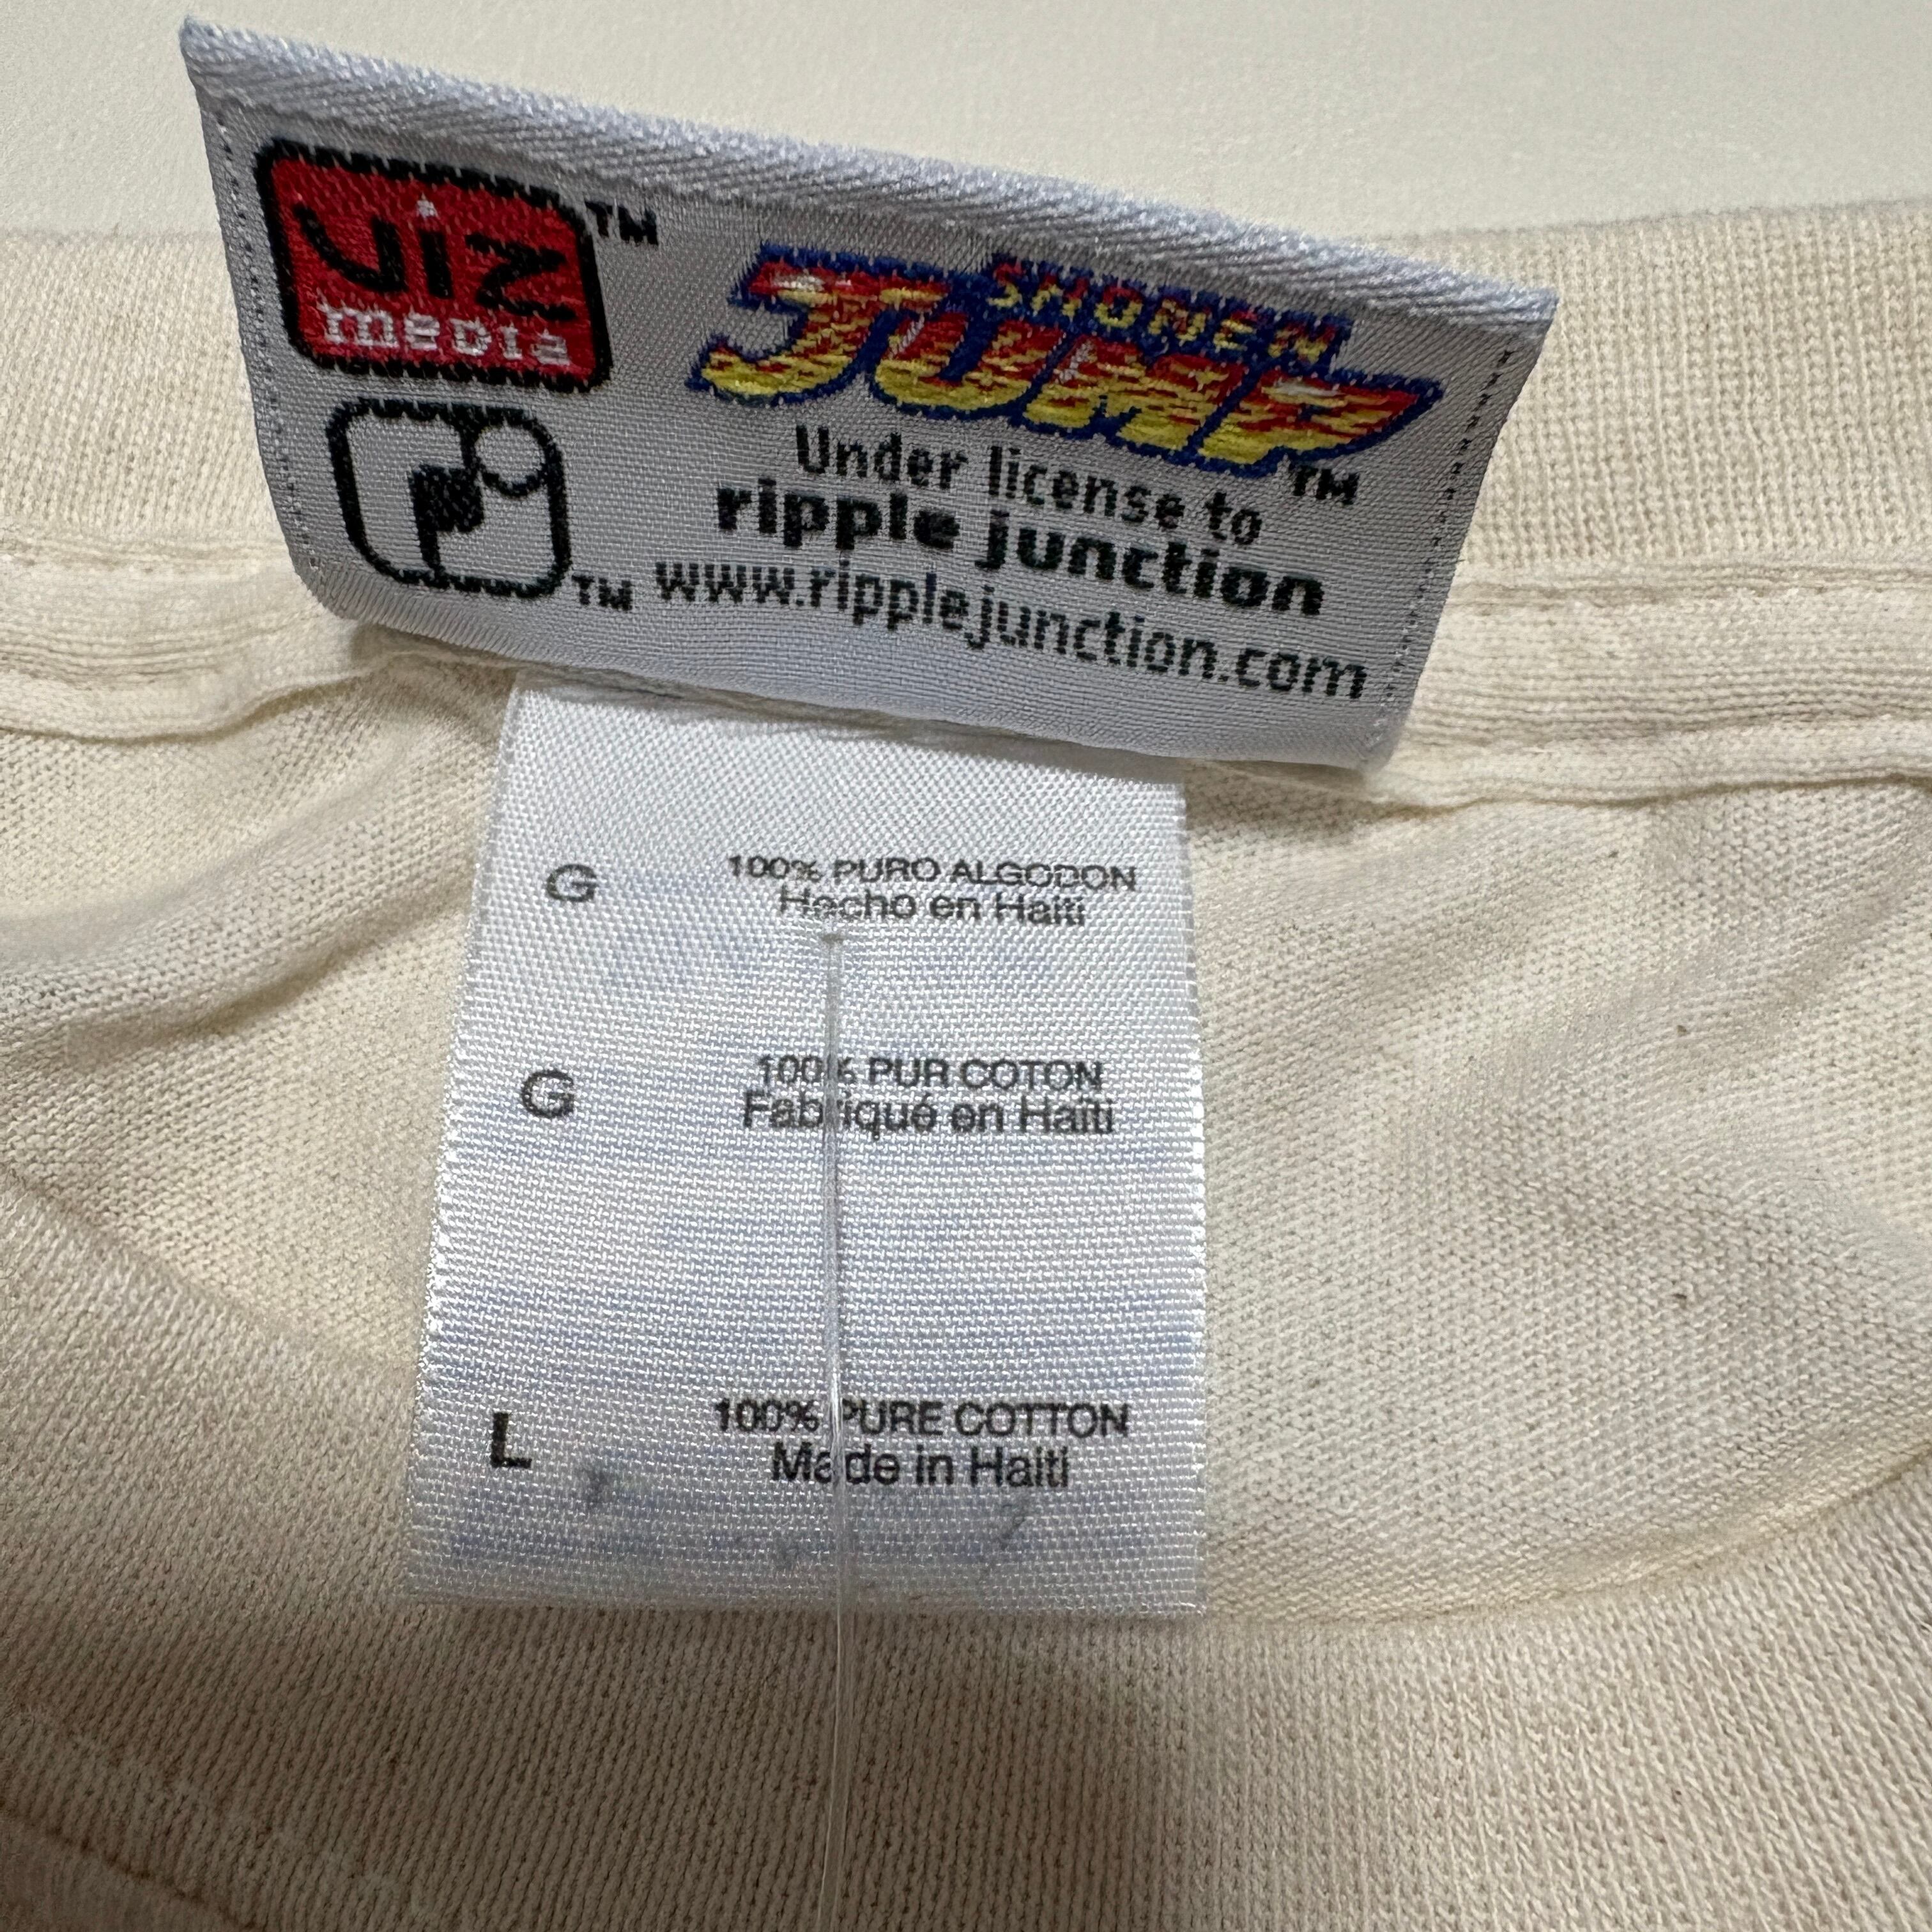 viz TM
media
SHONEN
JUMP TM
Under license to
ripple junction
TM www.ripplejunction.com
G 100% PURO ALGODON
Hecho en Haiti
G 100% PUR COTON
Fabriqué en Haïti
L 100% PURE COTTON
Made in Haiti